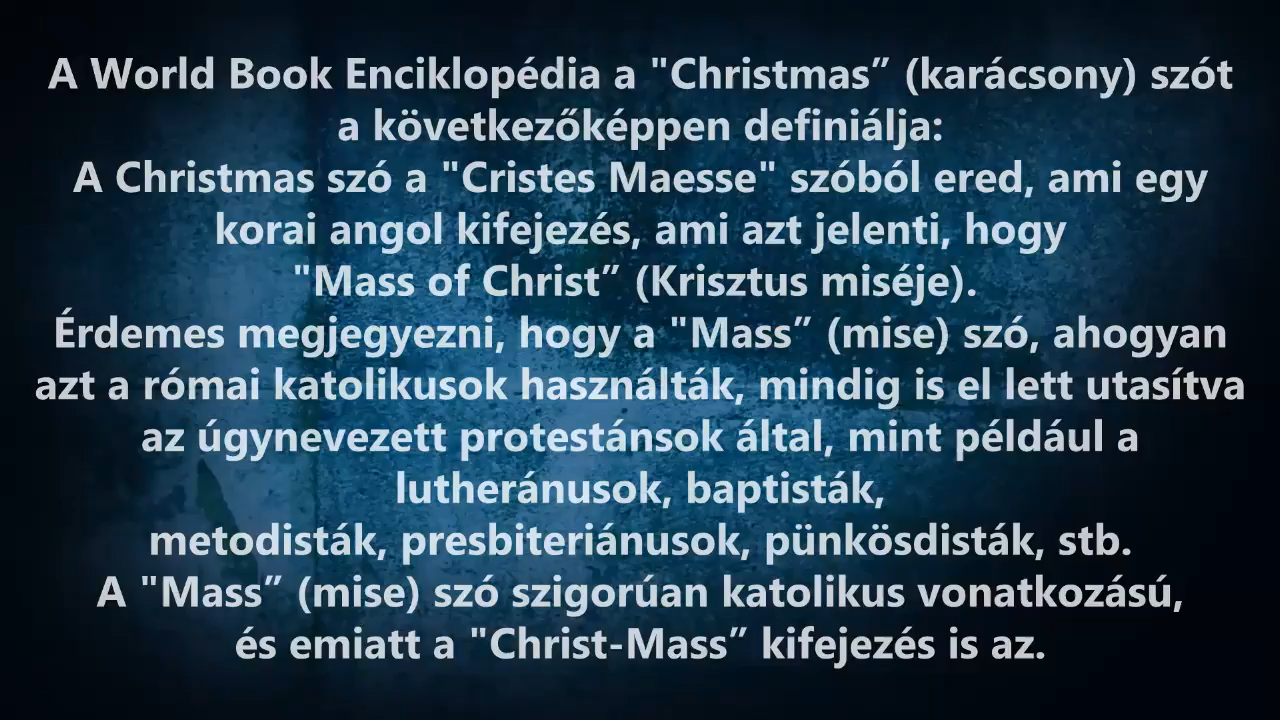 A World Book Enciklopédia a "Christmas” (karácsony) szót
a következőképpen definiálja:
A Christmas szó a "Cristes Maesse" szóból ered, ami egy
korai angol kifejezés, ami azt jelenti, hogy
"Mass of Christ” (Krisztus miséje).
Érdemes megjegyezni, hogy a "Mass” (mise) szó, ahogyan
azt a római katolikusok használták, mindig is el lett utasítva
az úgynevezett protestánsok által, mint például a
lutheránusok, baptisták,
metodisták, presbiteriánusok, pünkösdisták, stb.
A "Mass” (mise) szó szigorúan katolikus vonatkozású,
és emiatt a "Christ-Mass” kifejezés is az.